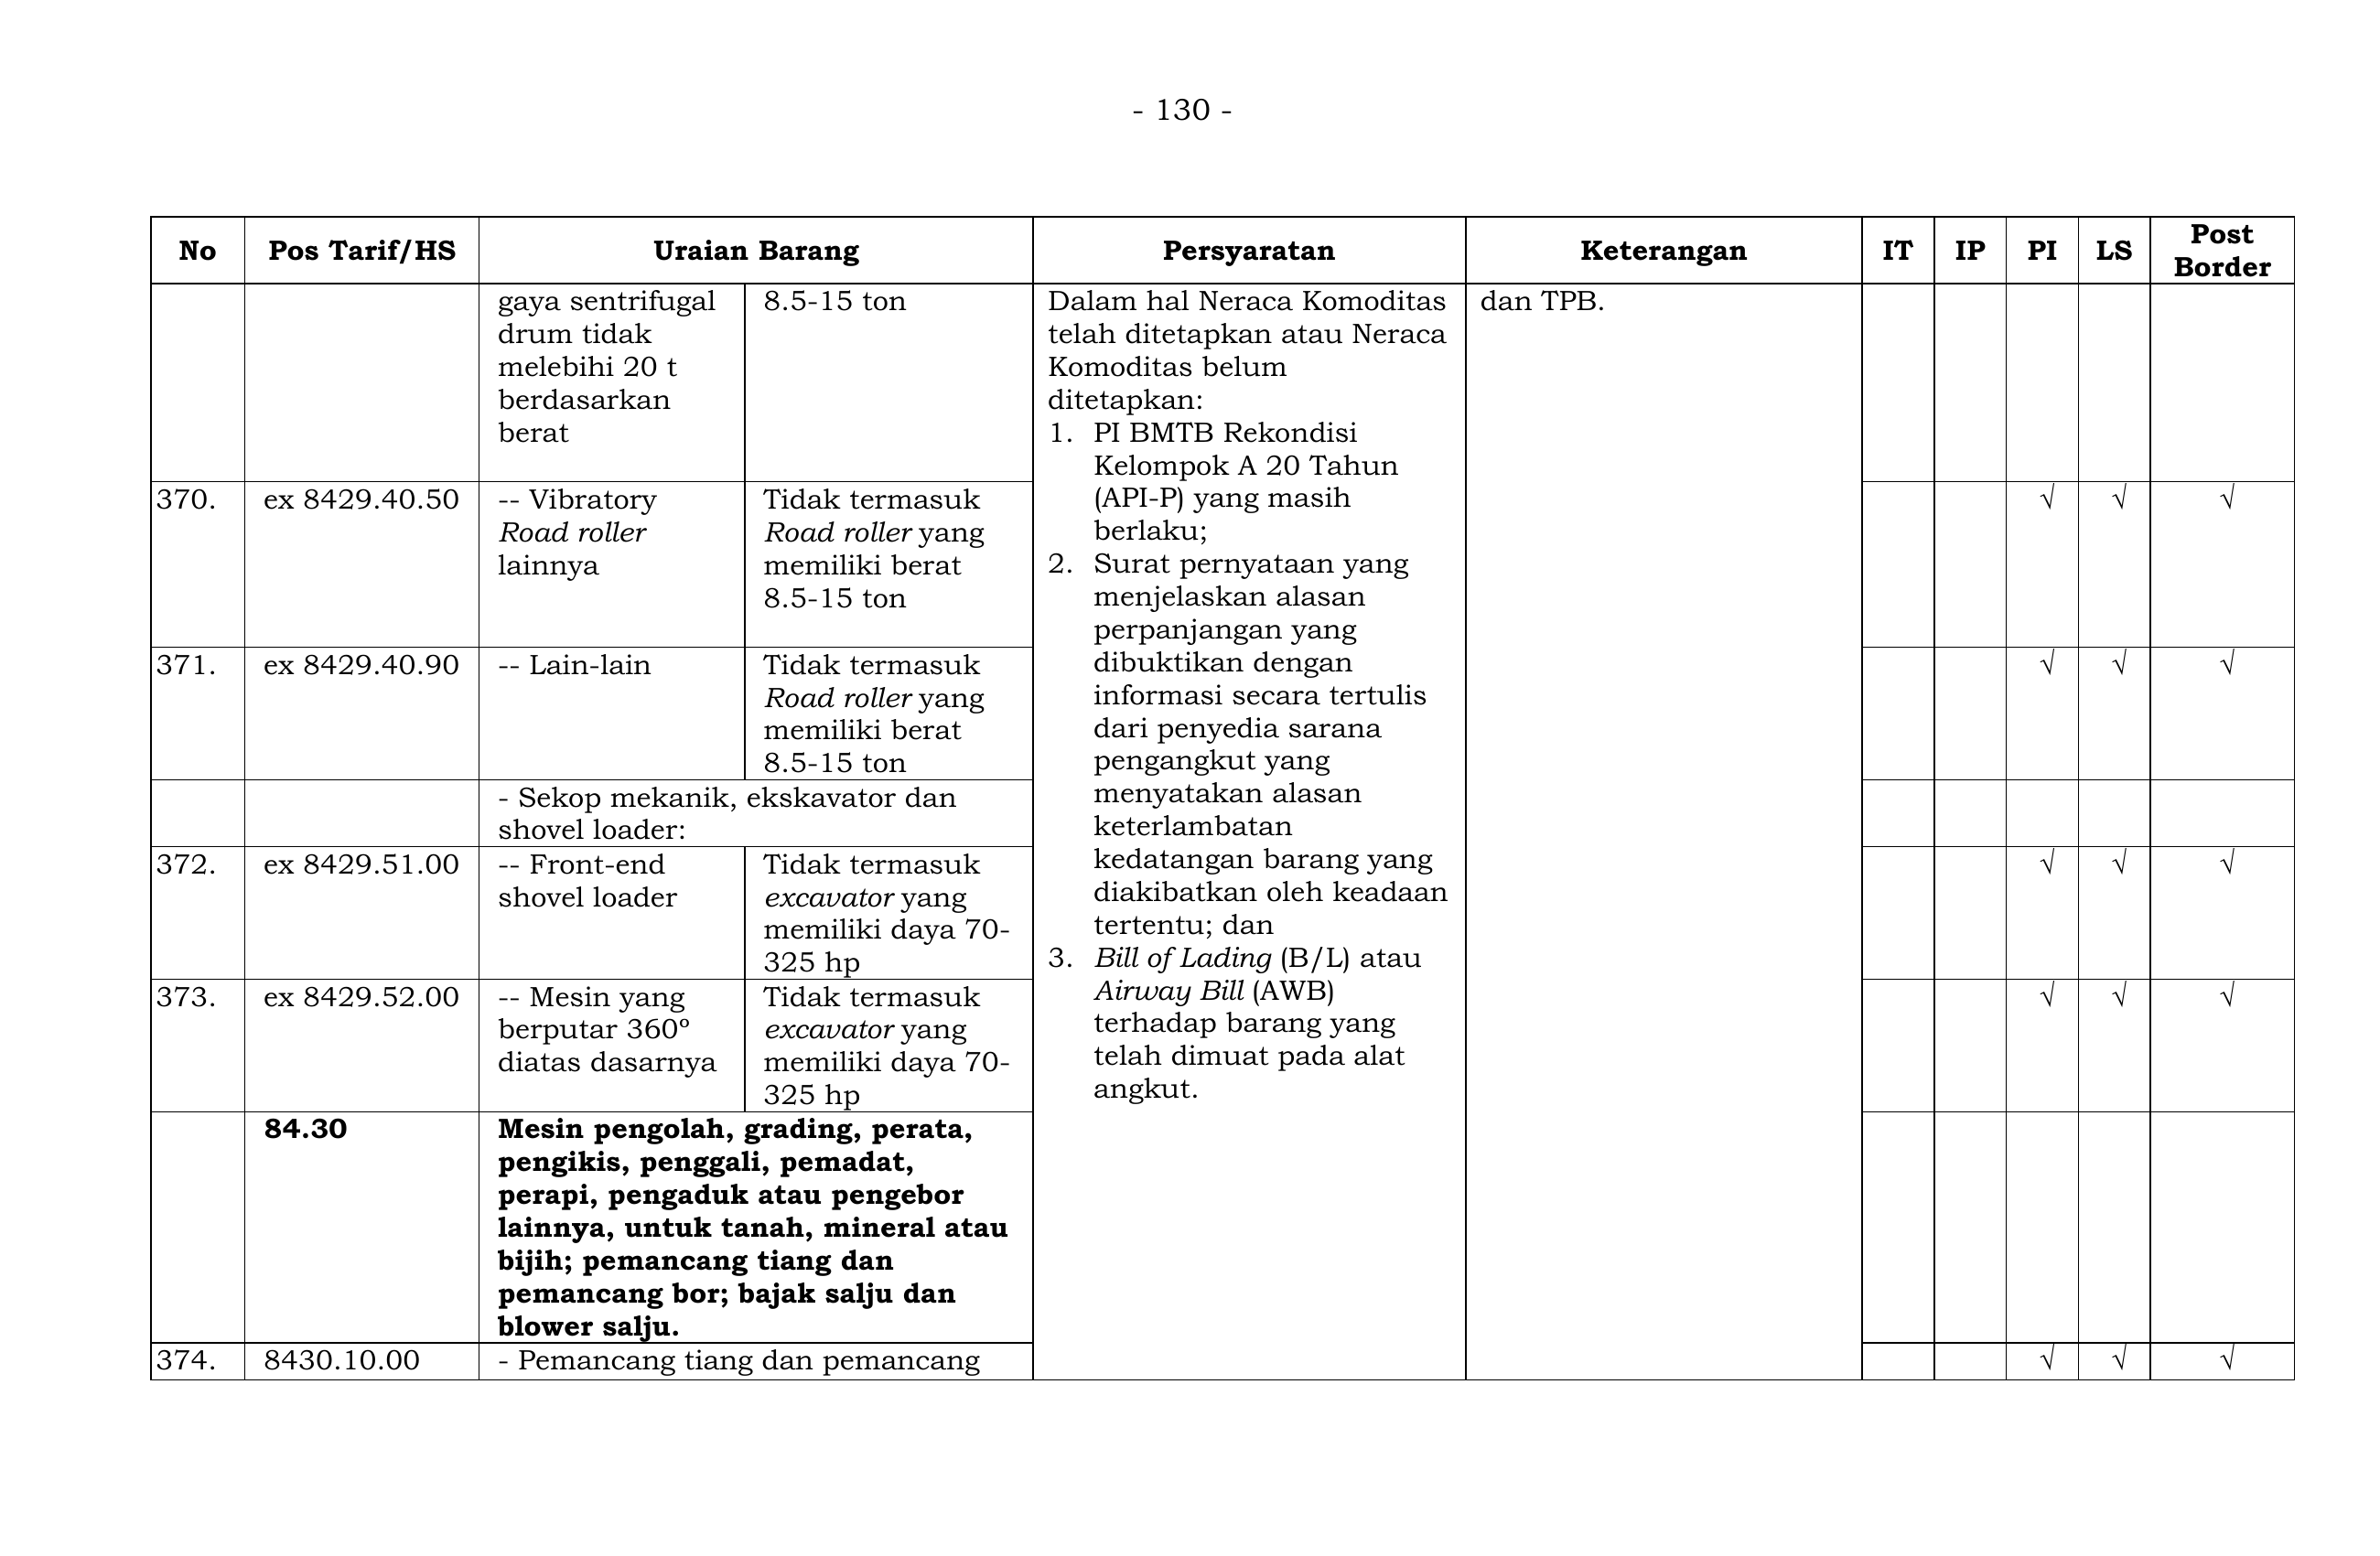 - 130 -
No
Pos Tarif/HS
Uraian Barang
Persyaratan
Keterangan
IT
IP
PI
LS
Post
Border
gaya sentrifugal
drum tidak
melebihi 20 t
berdasarkan
berat
8.5-15 ton
Dalam hal Neraca Komoditas
telah ditetapkan atau Neraca
Komoditas belum
ditetapkan:
1. PI BMTB Rekondisi
Kelompok A 20 Tahun
(API-P) yang masih
berlaku;
2. Surat pernyataan yang
menjelaskan alasan
perpanjangan yang
dibuktikan dengan
informasi secara tertulis
dari penyedia sarana
pengangkut yang
menyatakan alasan
keterlambatan
kedatangan barang yang
diakibatkan oleh keadaan
tertentu; dan
3. Bill of Lading (B/L) atau
Airway Bill (AWB)
terhadap barang yang
telah dimuat pada alat
angkut.
dan TPB.
370.
ex 8429.40.50
-- Vibratory
Road roller
lainnya
Tidak termasuk
Road roller yang
memiliki berat
8.5-15 ton
√
√
√
371.
ex 8429.40.90
-- Lain-lain
Tidak termasuk
Road roller yang
memiliki berat
8.5-15 ton
√
√
√
- Sekop mekanik, ekskavator dan
shovel loader:
372.
ex 8429.51.00
-- Front-end
shovel loader
Tidak termasuk
excavator yang
memiliki daya 70-
325 hp
√
√
√
373.
ex 8429.52.00
-- Mesin yang
berputar 360º
diatas dasarnya
Tidak termasuk
excavator yang
memiliki daya 70-
325 hp
√
√
√
84.30
Mesin pengolah, grading, perata,
pengikis, penggali, pemadat,
perapi, pengaduk atau pengebor
lainnya, untuk tanah, mineral atau
bijih; pemancang tiang dan
pemancang bor; bajak salju dan
blower salju.
374.
8430.10.00
- Pemancang tiang dan pemancang
√
√
√